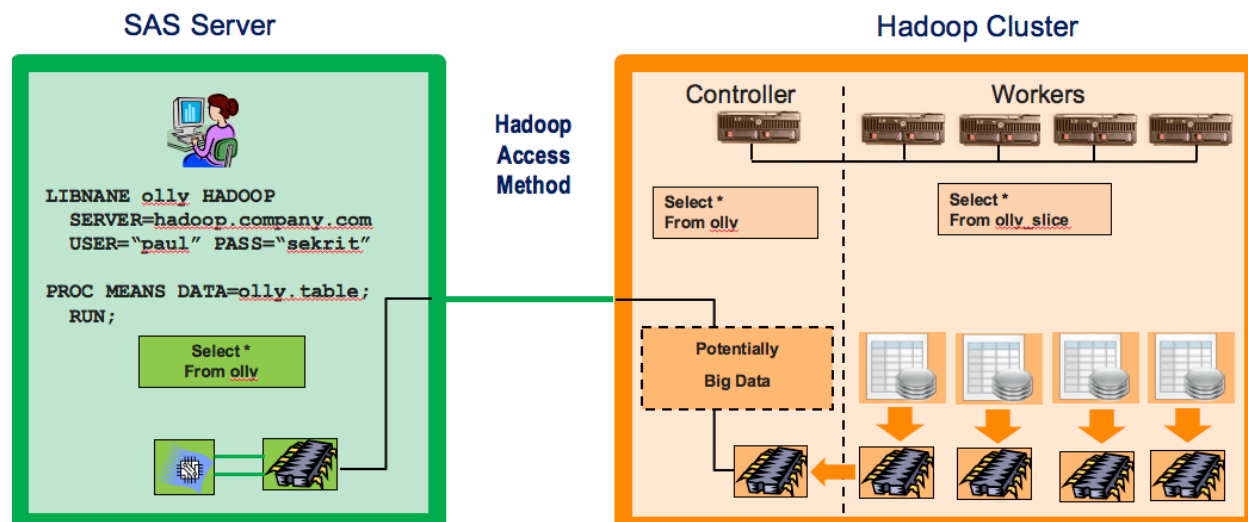 SAS Server
Hadoop Cluster
Hadoop
Access
Method
LIBNANE olly HADOOP
SERVER=hadoop.company.com
USER=“paul” PASS=“sekrit”
PROC MEANS DATA=olly.table;
RUN;
Select *
From olly
Controller
Workers
Select *
From olly
Select *
From olly_slice
Potentially
Big Data